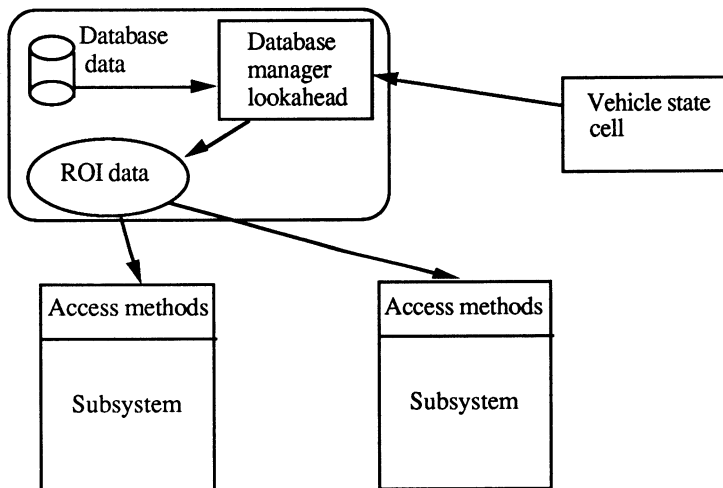 Database
data
Database
manager
lookahead
Vehicle state
cell
ROI data
Access methods
Access methods
Subsystem
Subsystem